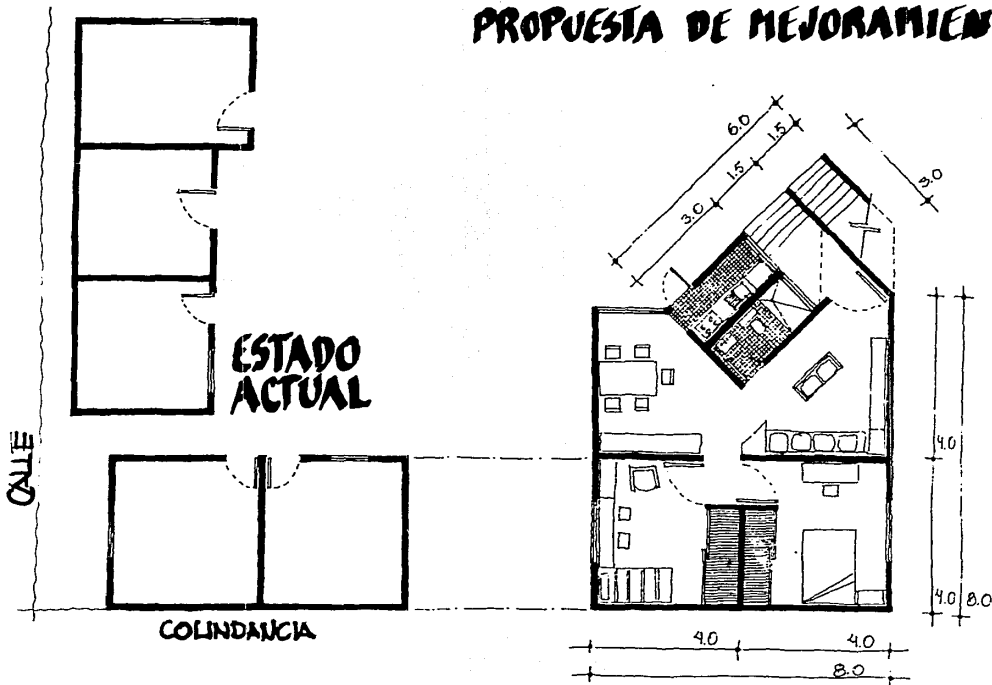 PROPUESTA DE MEJORAMIEN
6.0
1.5
1.5
3.0
3.0
ESTADO
ACTUAL
CALLE
4.0
4.0
8.0
COLINDANCIA
4.0
4.0
8.0